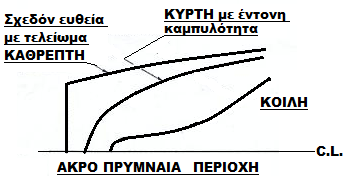 Σχεδόν ευθεία
με τελείωμα
ΚΑΘΡΕΠΤΗ
ΚΥΡΤΗ με έντονη
καμπυλότητα
ΚΟΙΛΗ
C.L.
ΑΚΡΟ ΠΡΥΜΝΑΙΑ ΠΕΡΙΟΧΗ